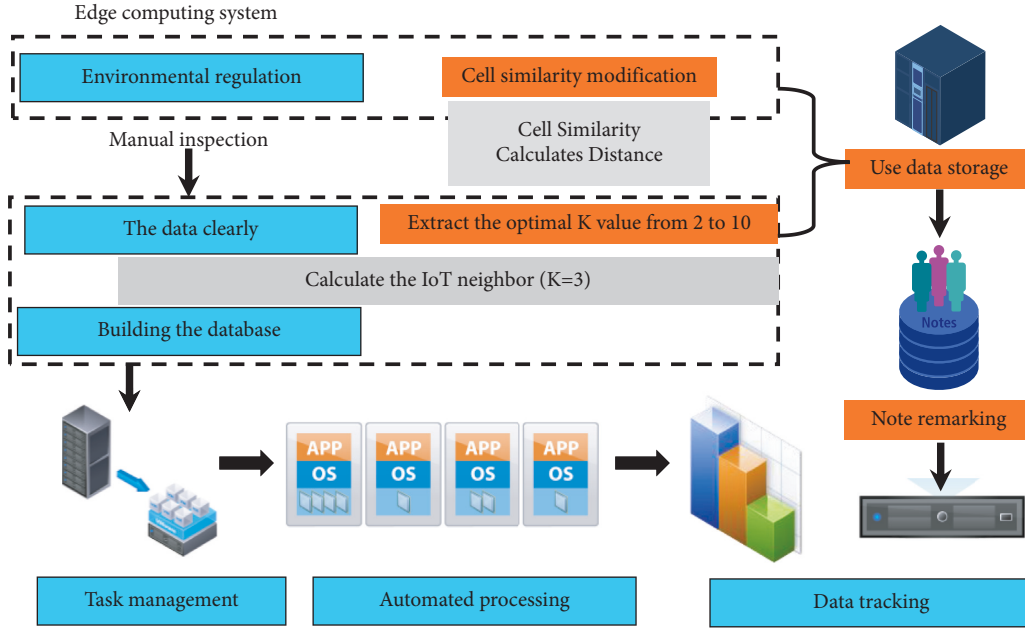 Edge computing system
Environmental regulation
Cell similarity modification
Cell Similarity
Calculates Distance
Manual inspection
Use data storage
The data clearly
Extract the optimal K value from 2 to 10
Calculate the IoT neighbor (K=3)
Building the database
Notes
Note remarking
APP
OS
APP
OS
APP
OS
APP
OS
Task management
Automated processing
Data tracking